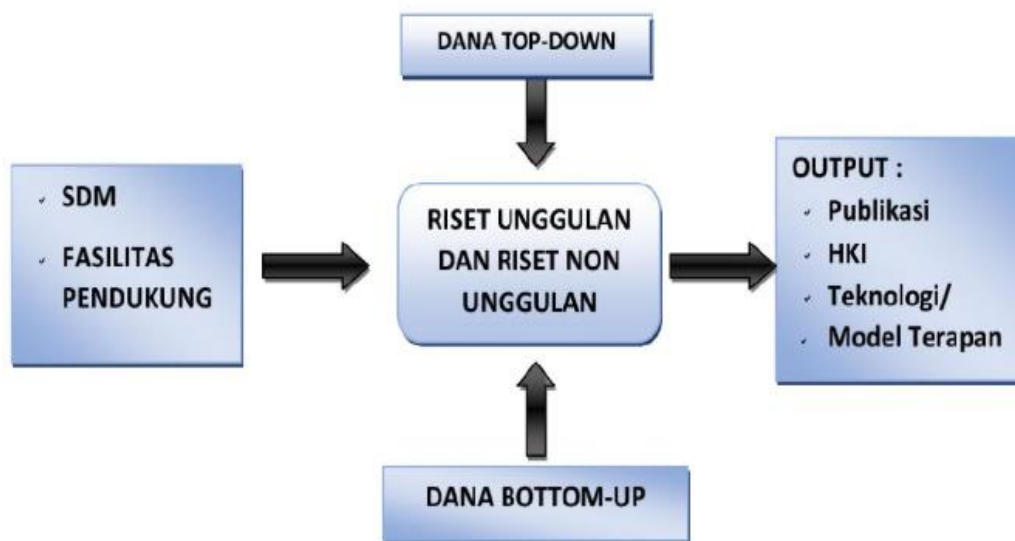 DANA TOP-DOWN
SDM
FASILITAS
PENDUKUNG
RISET UNGGULAN
DAN RISET NON
UNGGULAN
OUTPUT :
Publikasi
HKI
Teknologi/
Model Terapan
DANA BOTTOM-UP